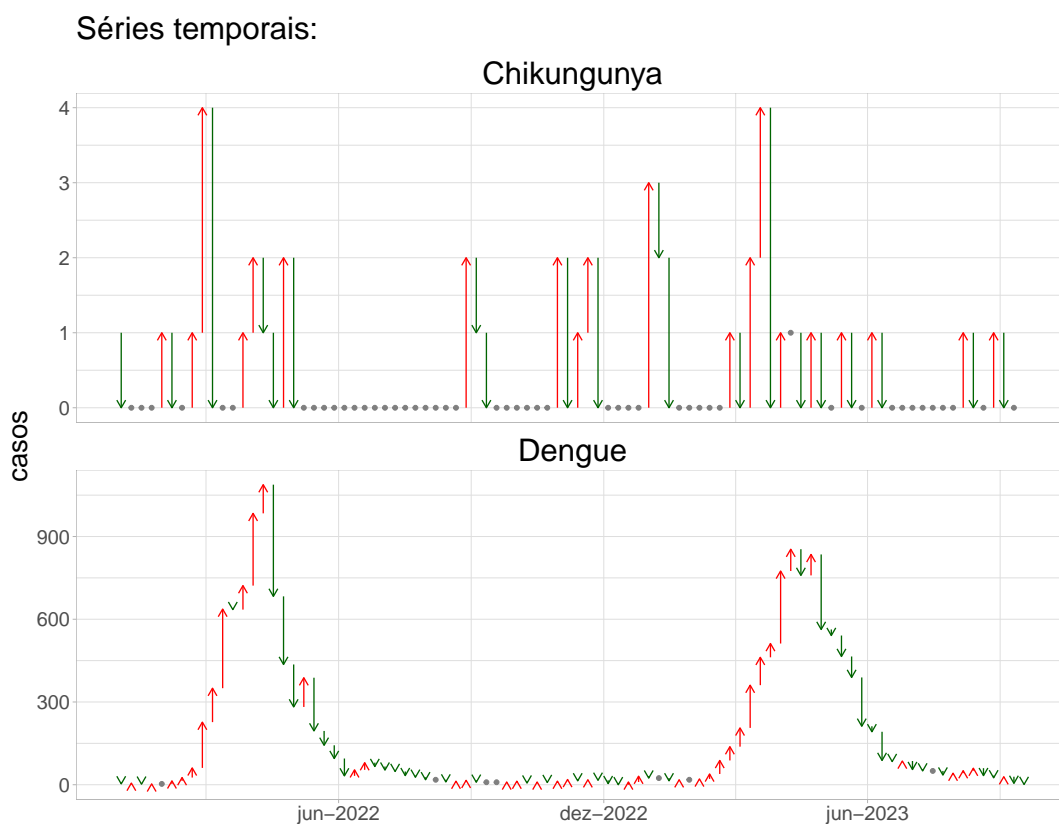 Séries temporais:
Chikungunya
4
3
2
1
0
casos
Dengue
900
600
300
0
jun−2022
dez−2022
jun−2023